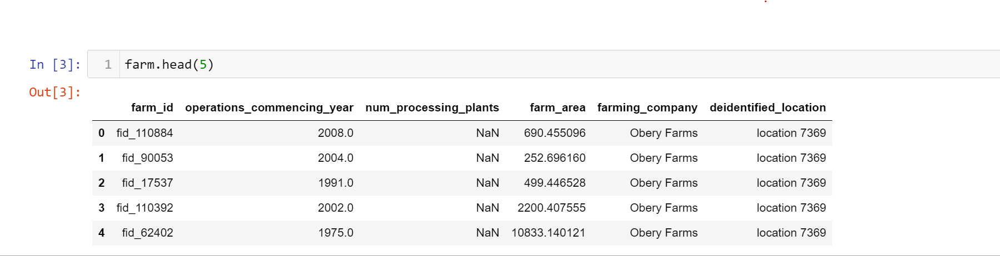 In [3]: 1 farm.head(5)
Out[3]:
farm_id operations_commencing_year num_processing_plants farm_area farming_company deidentified_location
0 fid_110884 2008.0 NaN 690.455096 Obery Farms location 7369
1 fid_90053 2004.0 NaN 252.696160 Obery Farms location 7369
2 fid_17537 1991.0 NaN 499.446528 Obery Farms location 7369
3 fid_110392 2002.0 NaN 2200.407555 Obery Farms location 7369
4 fid_62402 1975.0 NaN 10833.140121 Obery Farms location 7369